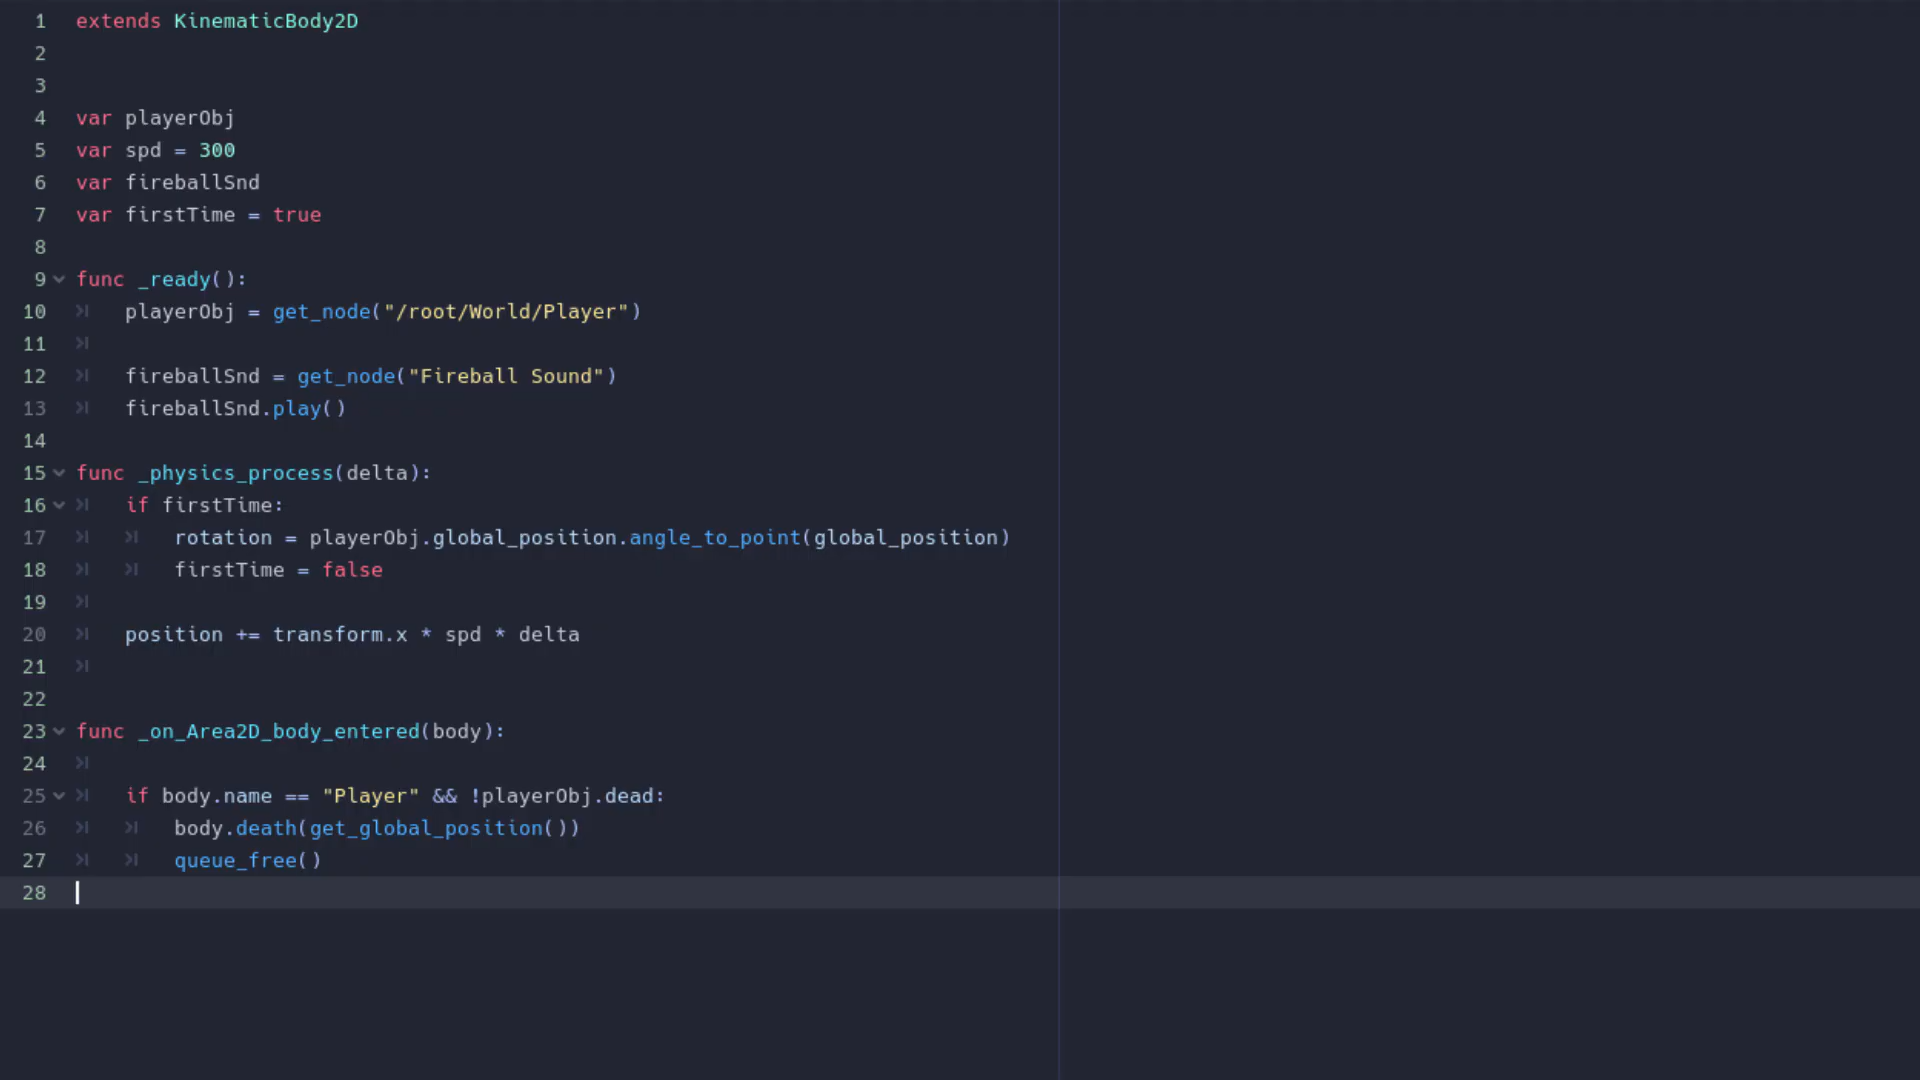 1 extends KinematicBody2D
2
3
4 var playerObj
5 var spd = 300
6 var fireballSnd
7 var firstTime = true
8
9 func _ready():
10 playerObj = get_node("/root/World/Player")
11
12 fireballSnd = get_node("Fireball Sound")
13 fireballSnd.play()
14
15 func _physics_process(delta):
16 if firstTime:
17 rotation = playerObj.global_position.angle_to_point(global_position)
18 firstTime = false
19
20 position += transform.x * spd * delta
21
22
23 func _on_Area2D_body_entered(body):
24
25 if body.name == "Player" && !playerObj.dead:
26 body.death(get_global_position())
27 queue_free()
28